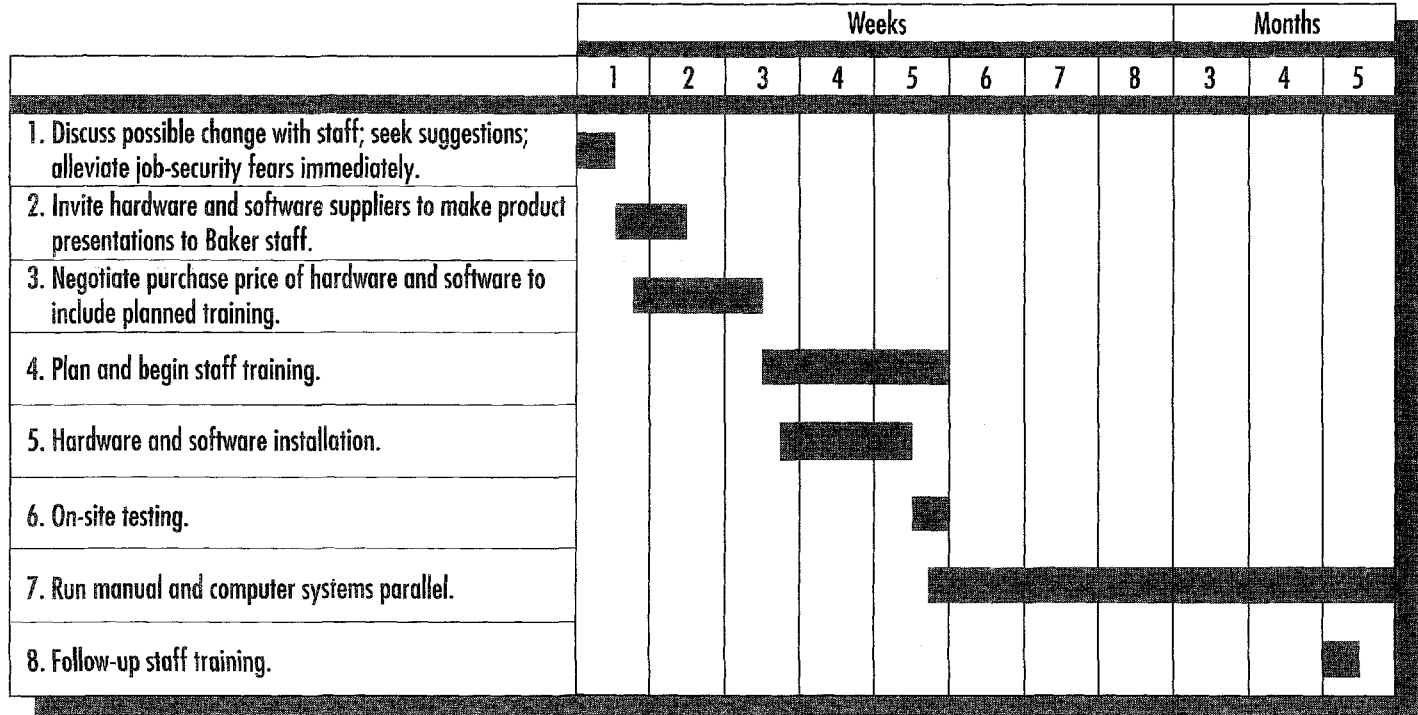 Weeks Months
1 2 3 4 5 6 7 8 3 4 5
1. Discuss possible change with staff; seek suggestions;
alleviate job-security fears immediately.
2. Invite hardware and software suppliers to make product
presentations to Baker staff.
3. Negotiate purchase price of hardware and software to
include planned training.
4. Plan and begin staff training.
5. Hardware and software installation.
6. On-site testing.
7. Run manual and computer systems parallel.
8. Follow-up staff training.